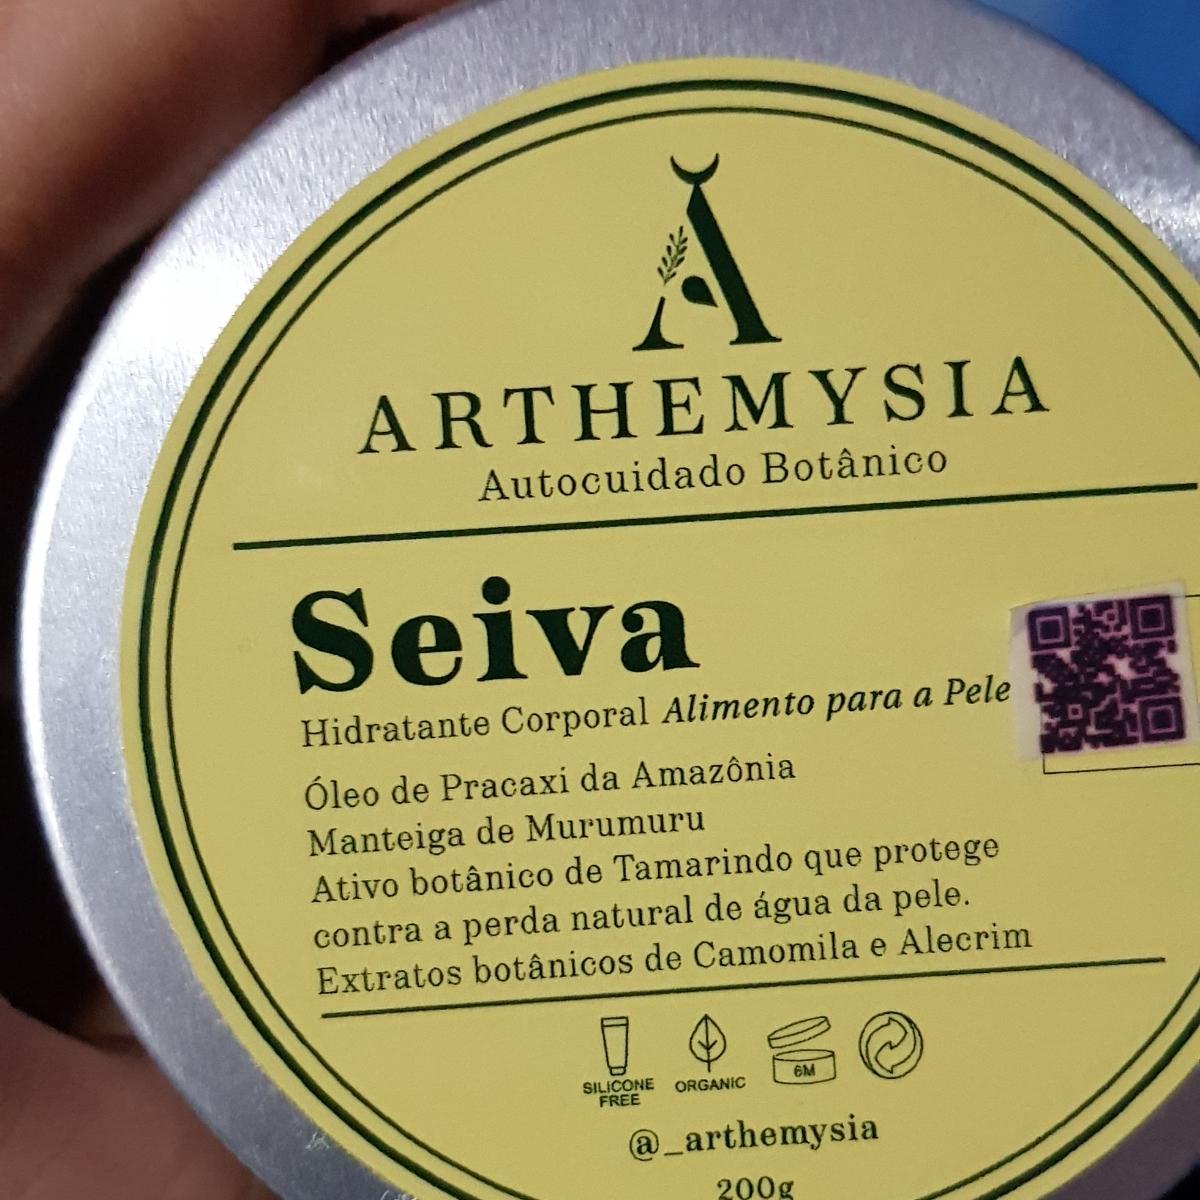 ARTHEMYSIA
Autocuidado Botânico
Seiva
Hidratante Corporal Alimento para a Pele
Óleo de Pracaxi da Amazônia
Manteiga de Murumuru
Ativo botânico de Tamarindo que protege
contra a perda natural de água da pele.
Extratos botânicos de Camomila e Alecrim
SILICONE
FREE
ORGANIC
6M
@_arthemysia
200g